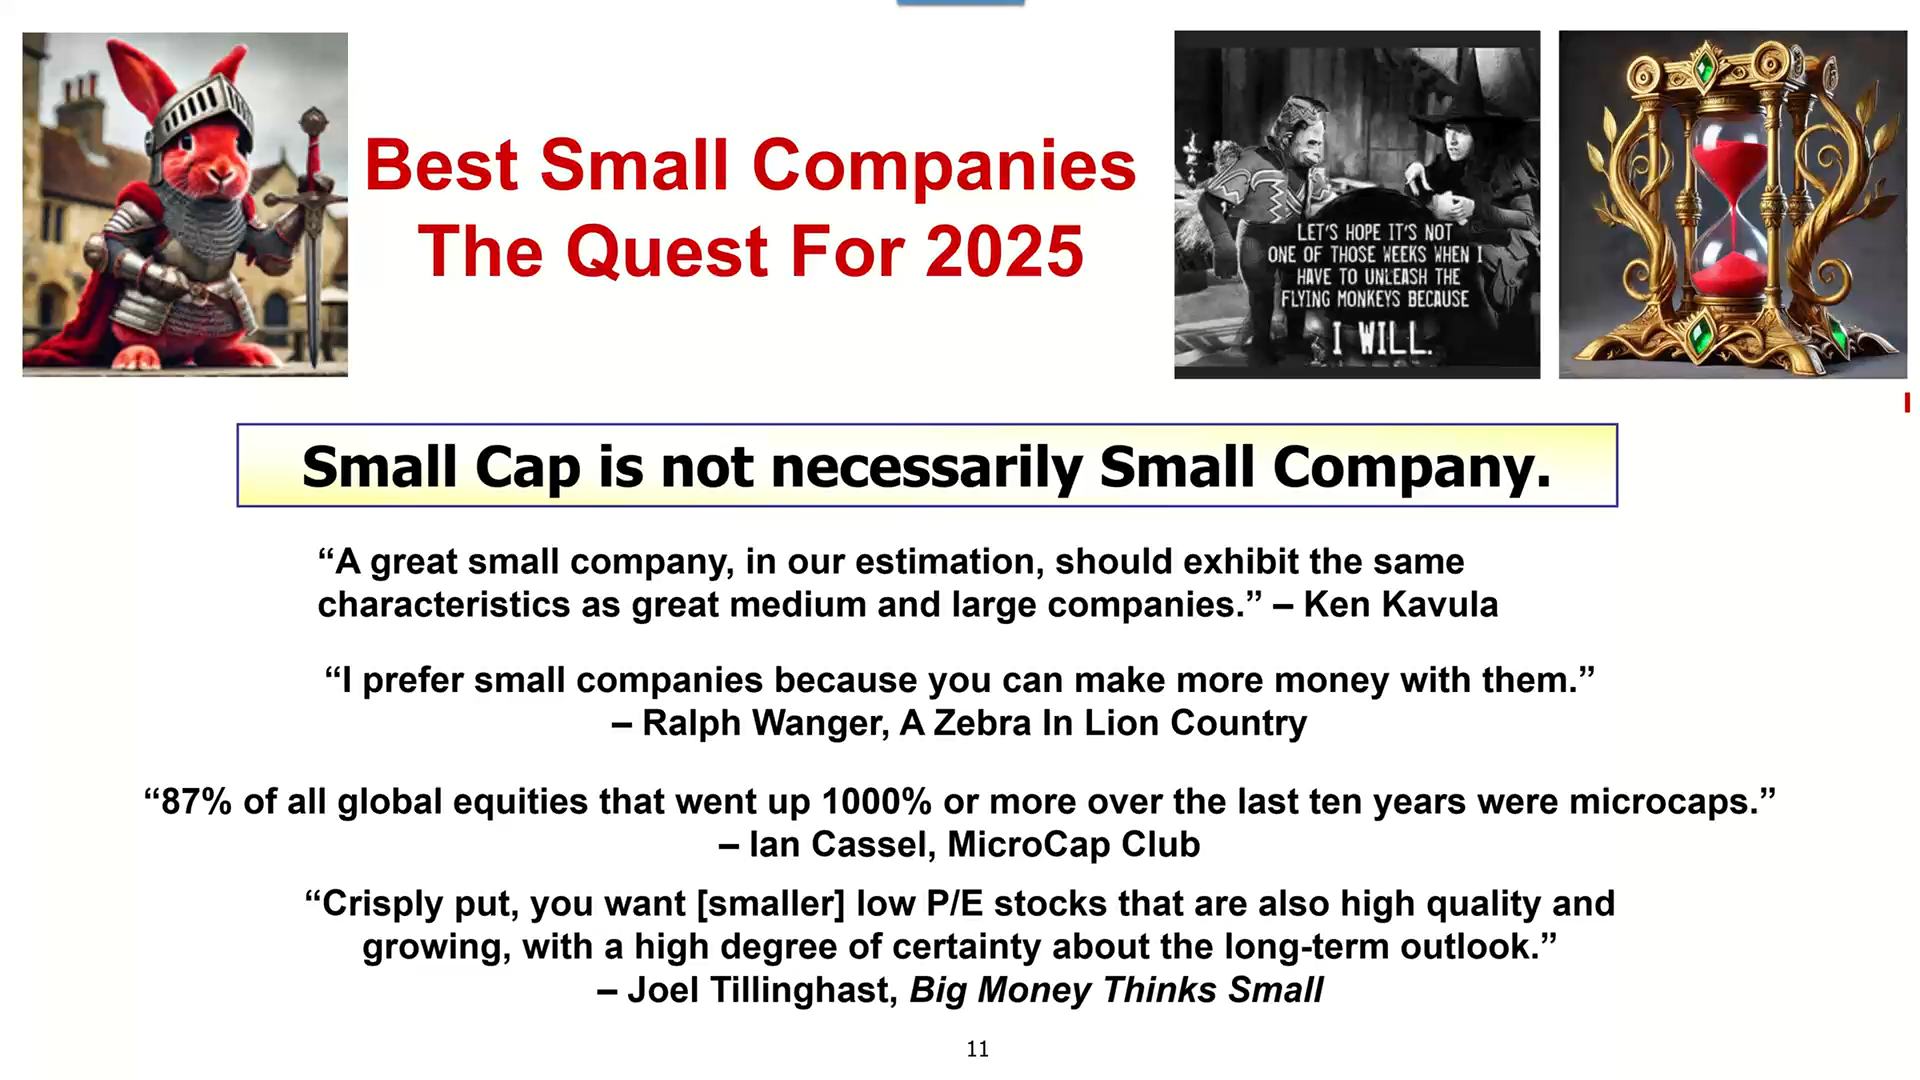 Best Small Companies
The Quest For 2025
LET'S HOPE IT'S NOT
ONE OF THOSE WEEKS WHEN I
HAVE TO UNLEASH THE
FLYING MONKEYS BECAUSE
I WILL.
Small Cap is not necessarily Small Company.
“A great small company, in our estimation, should exhibit the same
characteristics as great medium and large companies.” – Ken Kavula
“I prefer small companies because you can make more money with them.”
– Ralph Wanger, A Zebra In Lion Country
“87% of all global equities that went up 1000% or more over the last ten years were microcaps.”
– Ian Cassel, MicroCap Club
“Crisply put, you want [smaller] low P/E stocks that are also high quality and
growing, with a high degree of certainty about the long-term outlook.”
– Joel Tillinghast, Big Money Thinks Small
11